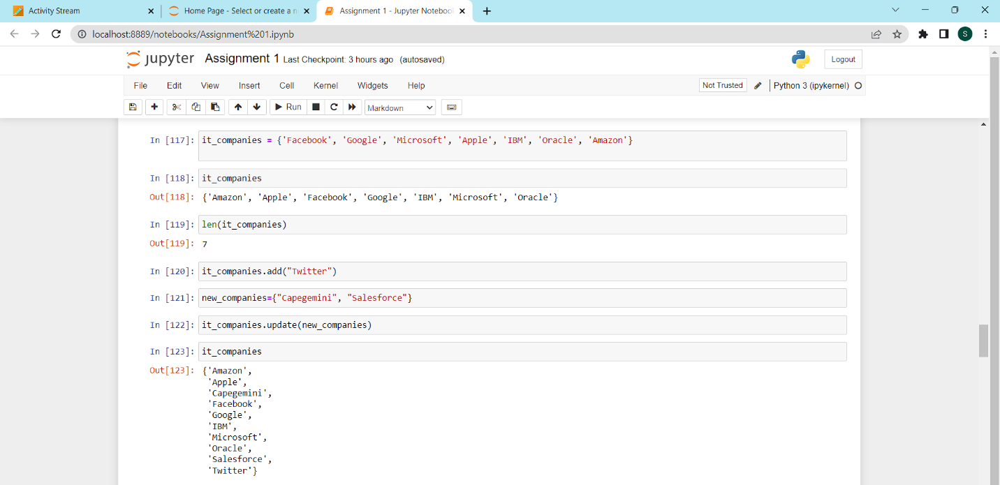 Activity Stream
Home Page - Select or create a n
Assignment 1 - Jupyter Notebook
localhost:8889/notebooks/Assignment%201.ipynb
S
jupyter Assignment 1 Last Checkpoint: 3 hours ago (autosaved)
Logout
File Edit View Insert Cell Kernel Widgets Help
Not Trusted
Python 3 (ipykernel)
Run
Markdown
In [117]: it_companies = {'Facebook', 'Google', 'Microsoft', 'Apple', 'IBM', 'Oracle', 'Amazon'}
In [118]: it_companies
Out[118]: {'Amazon', 'Apple', 'Facebook', 'Google', 'IBM', 'Microsoft', 'Oracle'}
In [119]: len(it_companies)
Out[119]: 7
In [120]: it_companies.add("Twitter")
In [121]: new_companies={"Capegemini", "Salesforce"}
In [122]: it_companies.update(new_companies)
In [123]: it_companies
Out[123]: {'Amazon',
'Apple',
'Capegemini',
'Facebook',
'Google',
'IBM',
'Microsoft',
'Oracle',
'Salesforce',
'Twitter'}